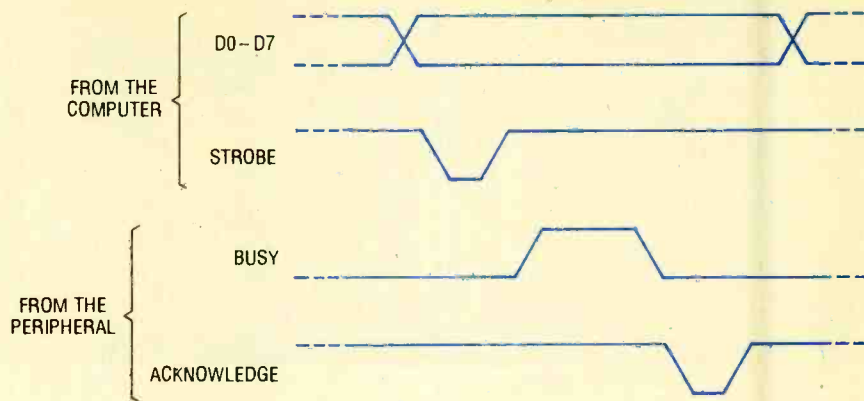 D0-D7
FROM THE
COMPUTER
STROBE
BUSY
FROM THE
PERIPHERAL
ACKNOWLEDGE